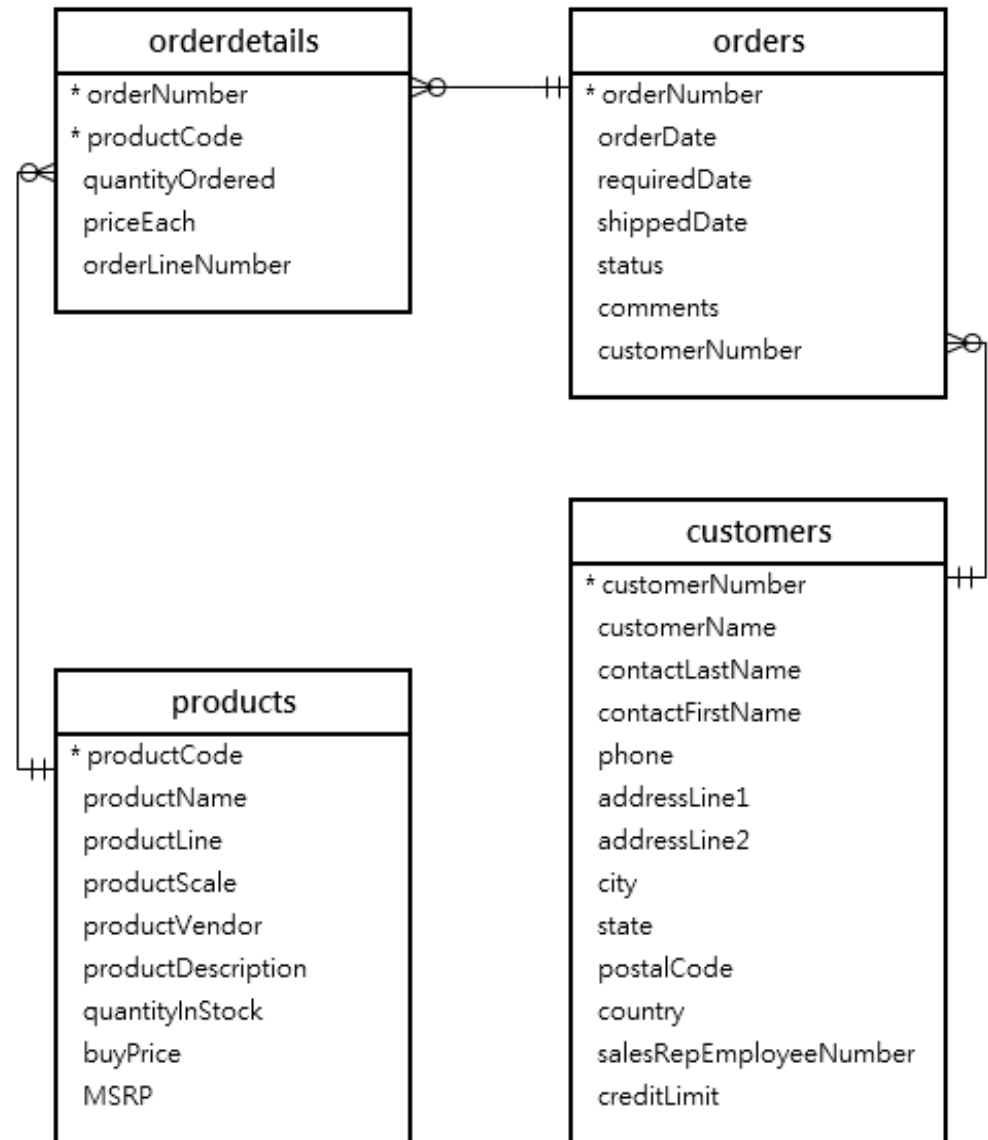 orderdetails
* orderNumber
* productCode
quantityOrdered
priceEach
orderLineNumber
orders
* orderNumber
orderDate
requiredDate
shippedDate
status
comments
customerNumber
products
* productCode
productName
productLine
productScale
productVendor
productDescription
quantityInStock
buyPrice
MSRP
customers
* customerNumber
customerName
contactLastName
contactFirstName
phone
addressLine1
addressLine2
city
state
postalCode
country
salesRepEmployeeNumber
creditLimit